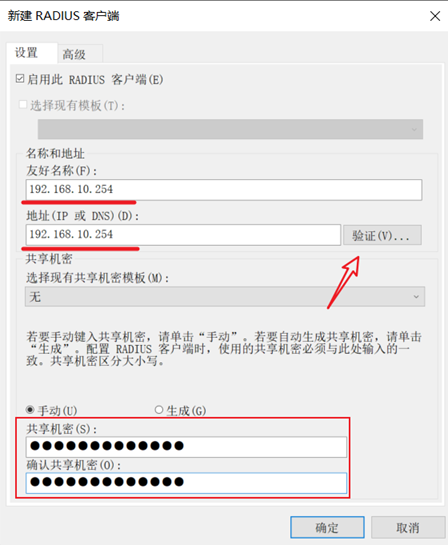 新建 RADIUS 客户端
设置
高级
启用此 RADIUS 客户端(E)
选择现有模板(T):
名称和地址
友好名称(F):
192.168.10.254
地址(IP 或 DNS)(D):
192.168.10.254
验证(V)...
共享机密
选择现有共享机密模板(M):
无
若要手动键入共享机密，请单击“手动”。若要自动生成共享机密，请单击
“生成”。配置 RADIUS 客户端时，使用的共享机密必须与此处输入的一
致。共享机密区分大小写。
手动(U)
生成(G)
共享机密(S):
●●●●●●●●●●●●●
确认共享机密(O):
●●●●●●●●●●●●●
确定
取消